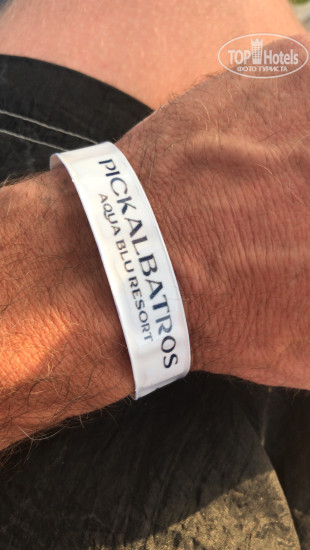 TOP Hotels
ФОТО ТУРИСТА
PICKALBATROS
AQUA BLU RESORT